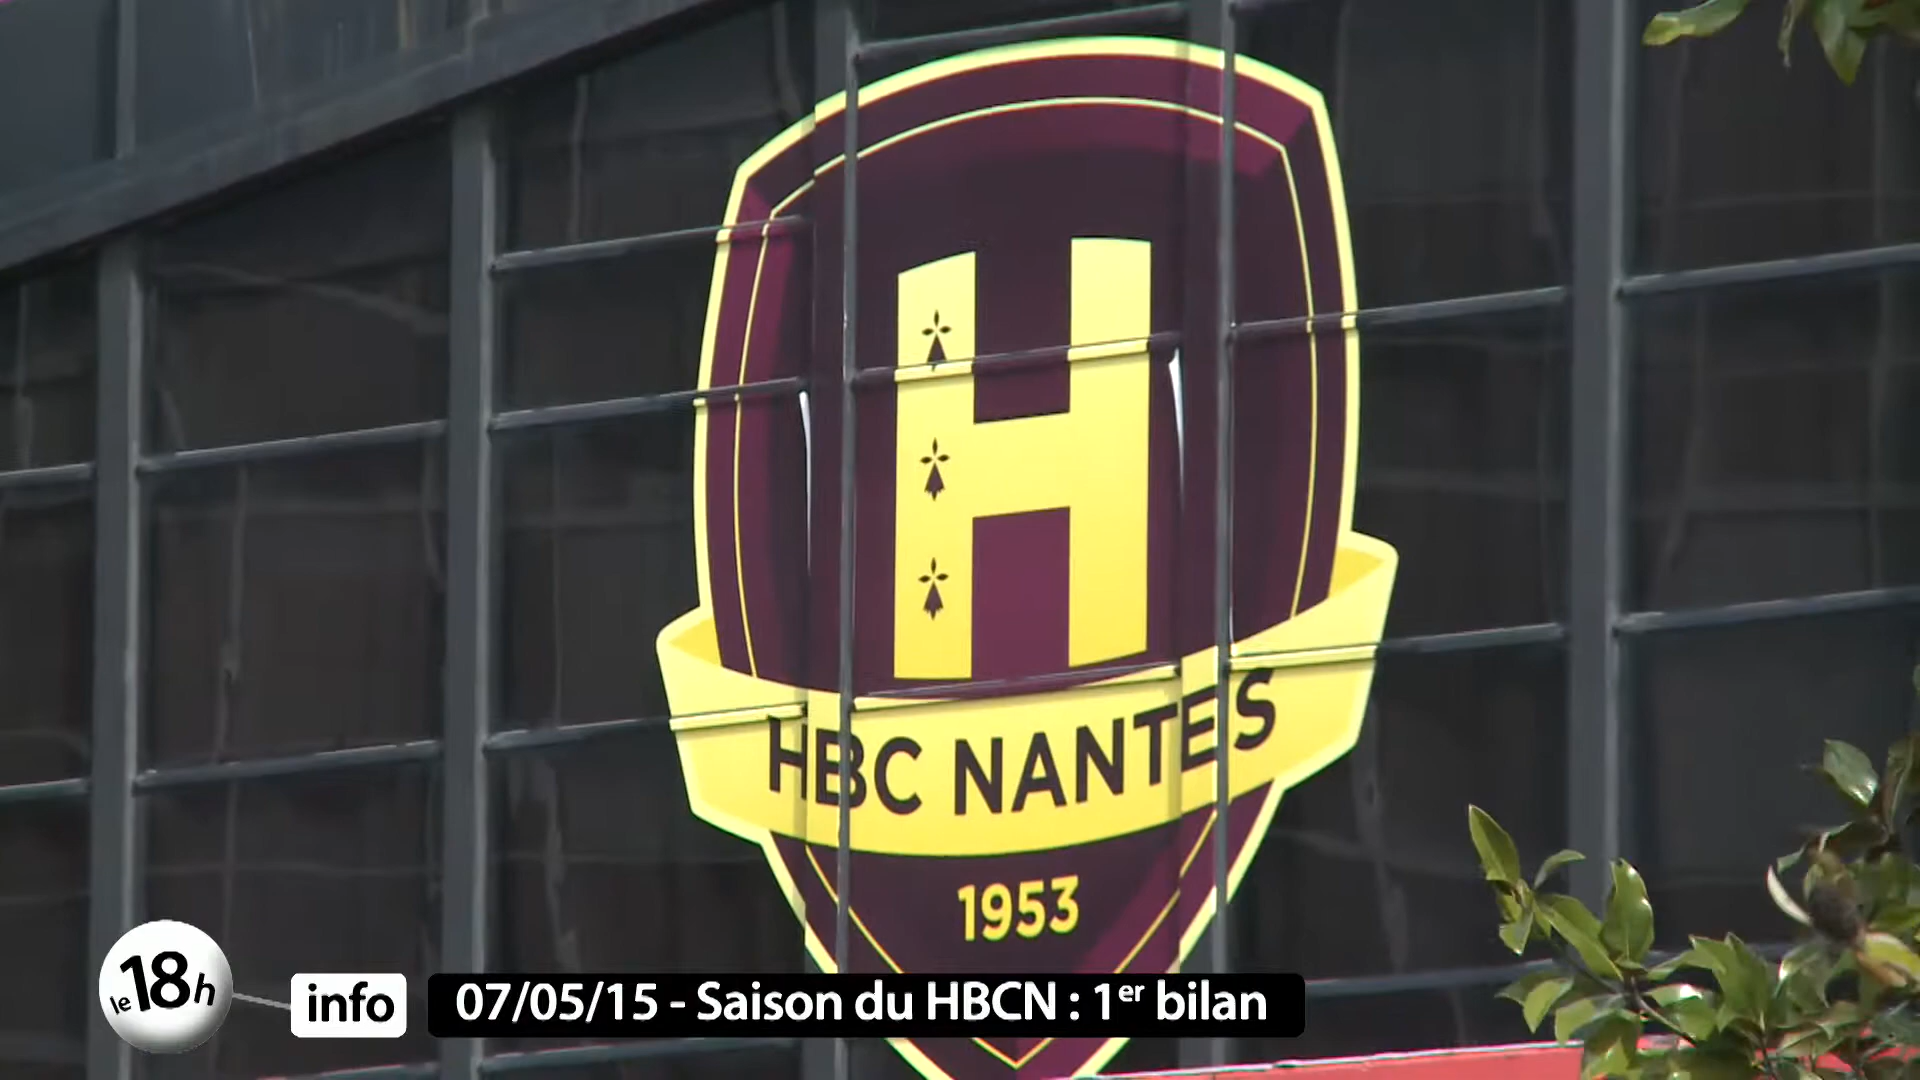 H
HBC NANTES
1953
le 18h
info
07/05/15 - Saison du HBCN : 1er bilan